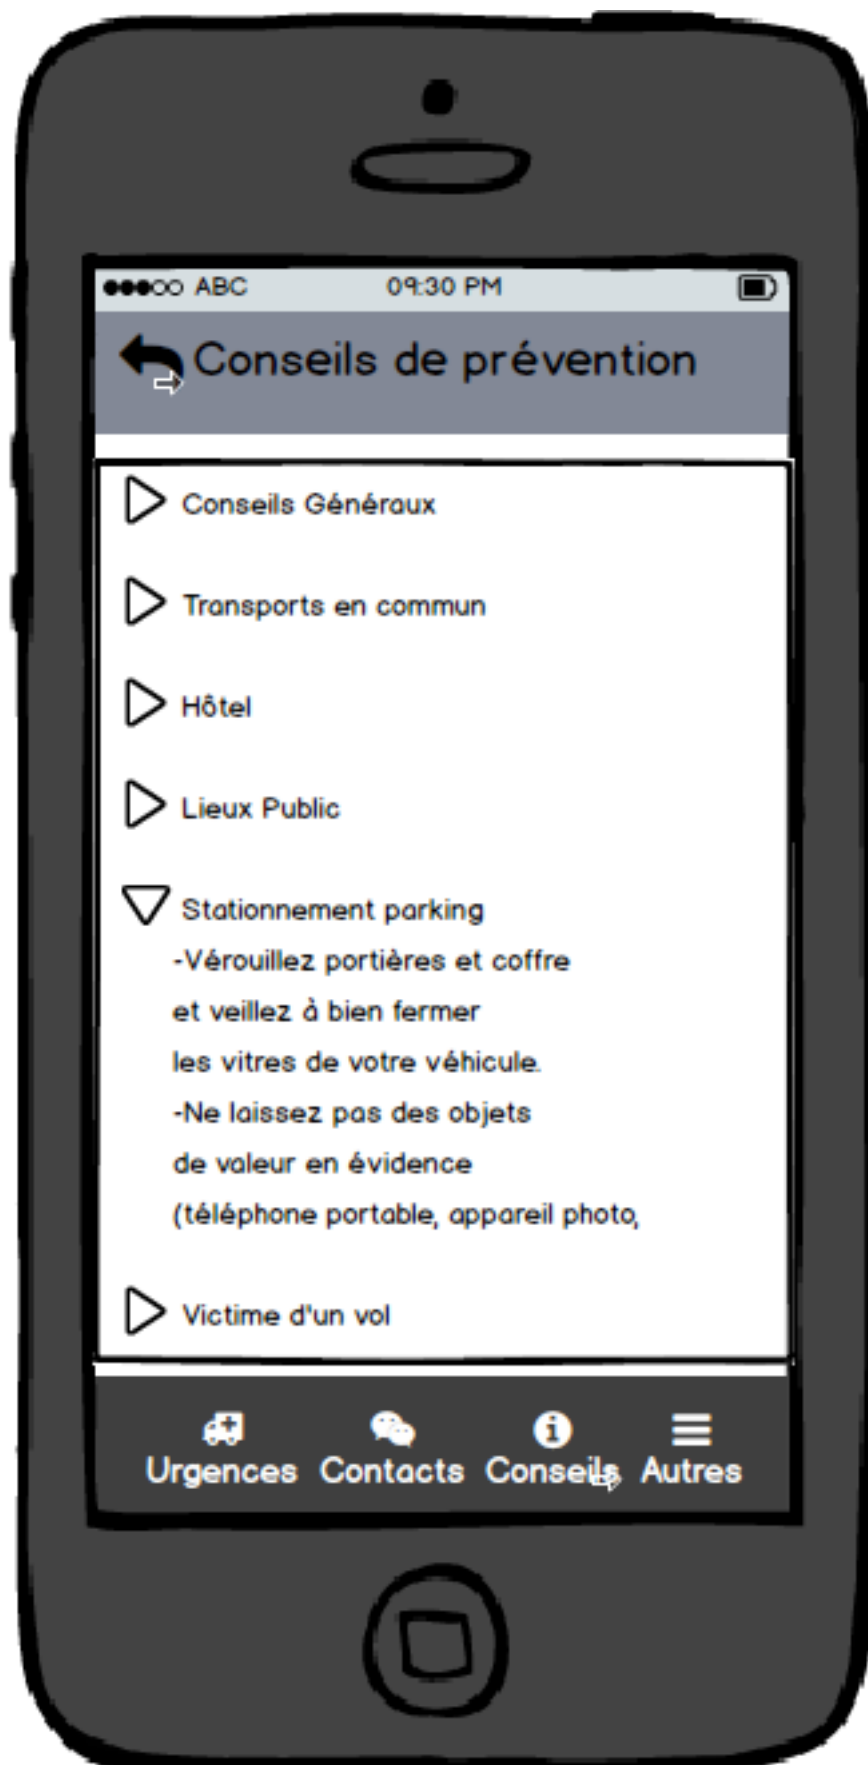 ABC 09:30 PM
Conseils de prévention
Conseils Généraux
Transports en commun
Hôtel
Lieux Public
Stationnement parking
-Vérouillez portières et coffre
et veillez à bien fermer
les vitres de votre véhicule.
-Ne laissez pas des objets
de valeur en évidence
(téléphone portable, appareil photo,
Victime d'un vol
Urgences Contacts Conseils Autres